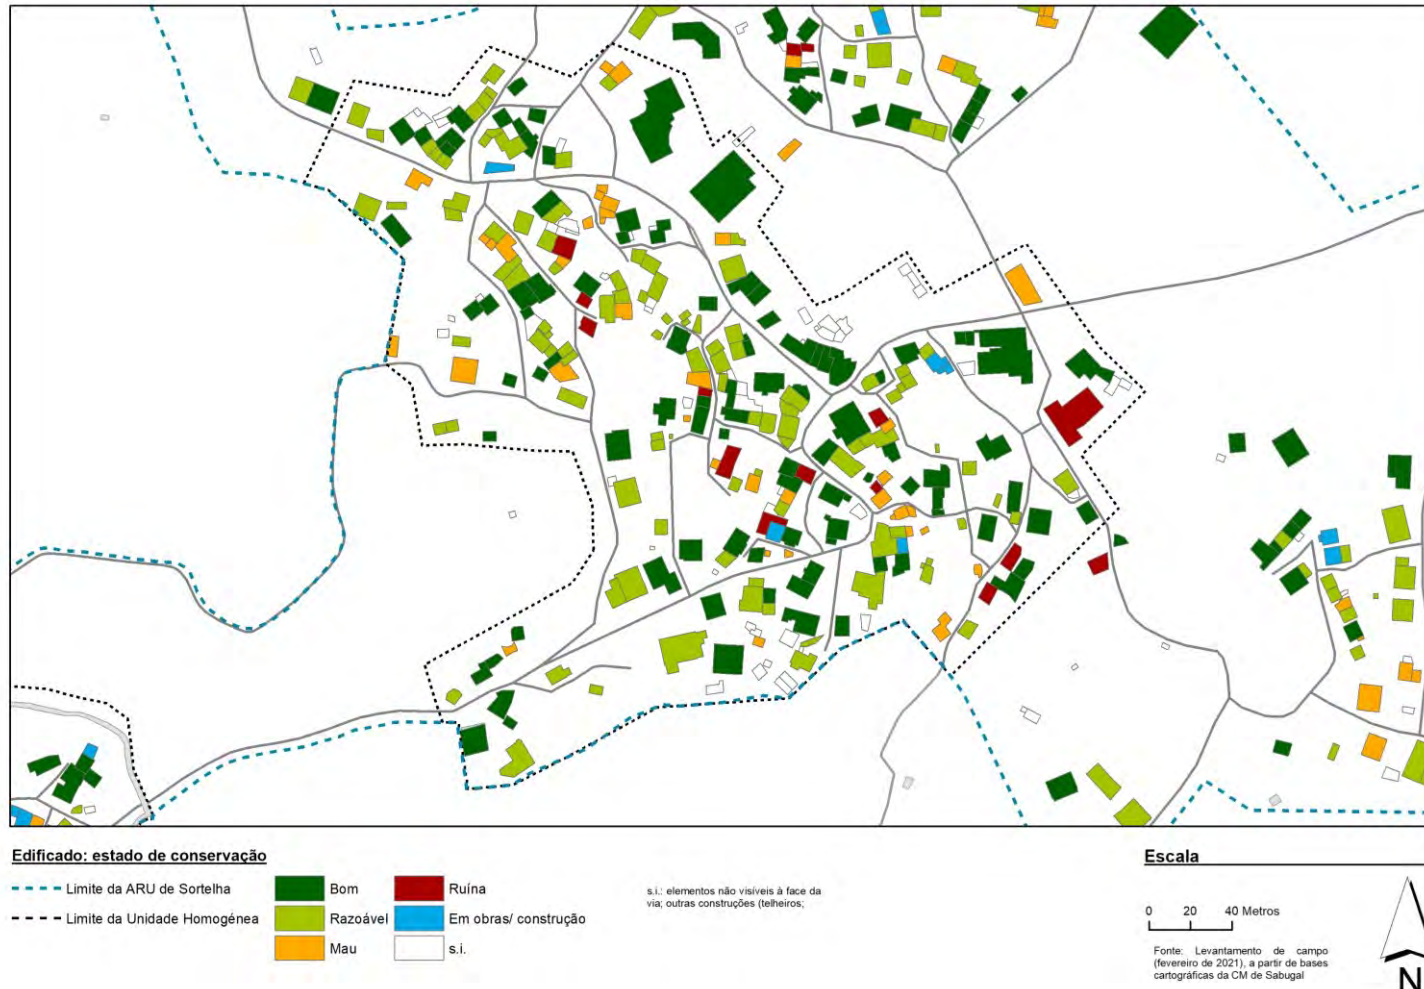 Edificado: estado de conservação
Limite da ARU de Sortelha
Limite da Unidade Homogénea
Bom
Razoável
Mau
Ruína
Em obras/ construção
s.i.
s.i.: elementos não visíveis à face da
via; outras construções (telheiros;
Escala
0 20 40 Metros
Fonte: Levantamento de campo
(fevereiro de 2021), a partir de bases
cartográficas da CM de Sabugal
N